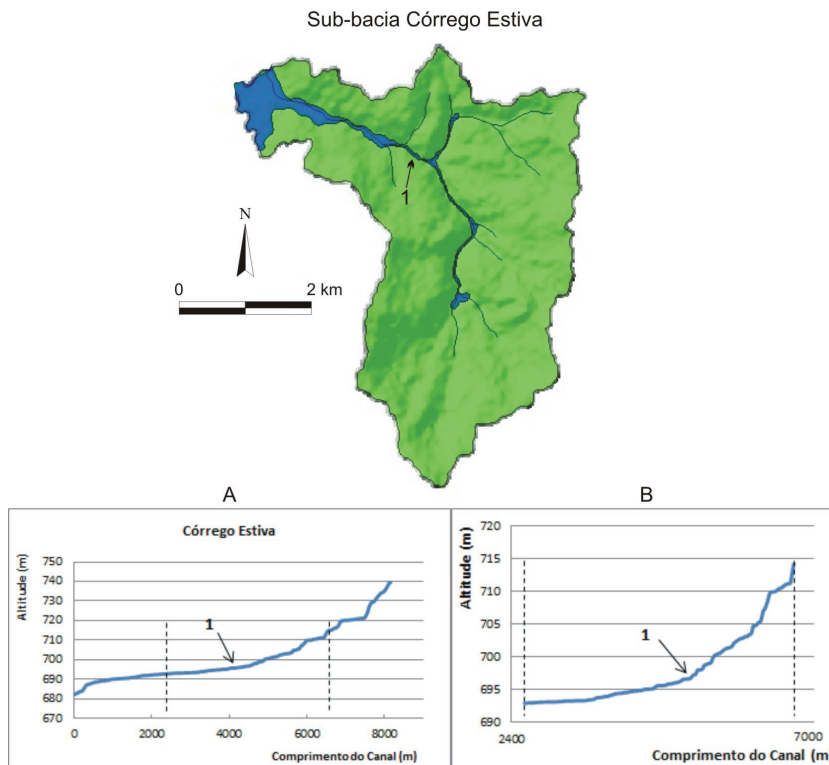 Sub-bacia Córrego Estiva
1
N
0 2 km
A
B
Córrego Estiva
Altitude (m)
750
740
730
720
710
700
690
680
670
1
0 2000 4000 6000 8000
Comprimento do Canal (m)
Altitude (m)
720
715
710
705
700
695
690
1
2400 7000
Comprimento do Canal (m